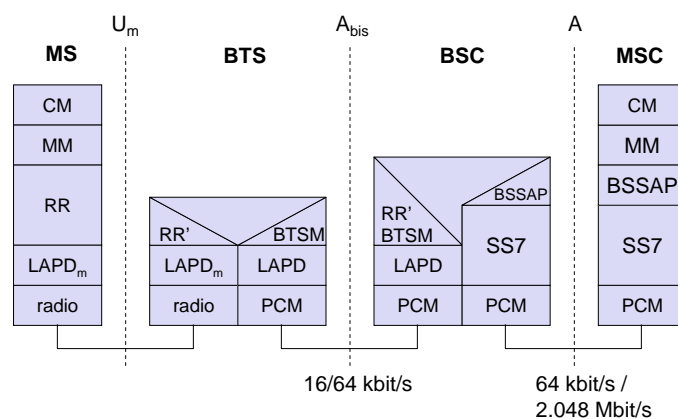 Um
Abis
A
MS
BTS
BSC
MSC
CM
MM
RR
LAPDm
radio
RR'
BTSM
LAPDm
LAPD
radio
PCM
RR'
BTSM
BSSAP
LAPD
SS7
PCM
PCM
CM
MM
BSSAP
SS7
PCM
16/64 kbit/s
64 kbit/s /
2.048 Mbit/s